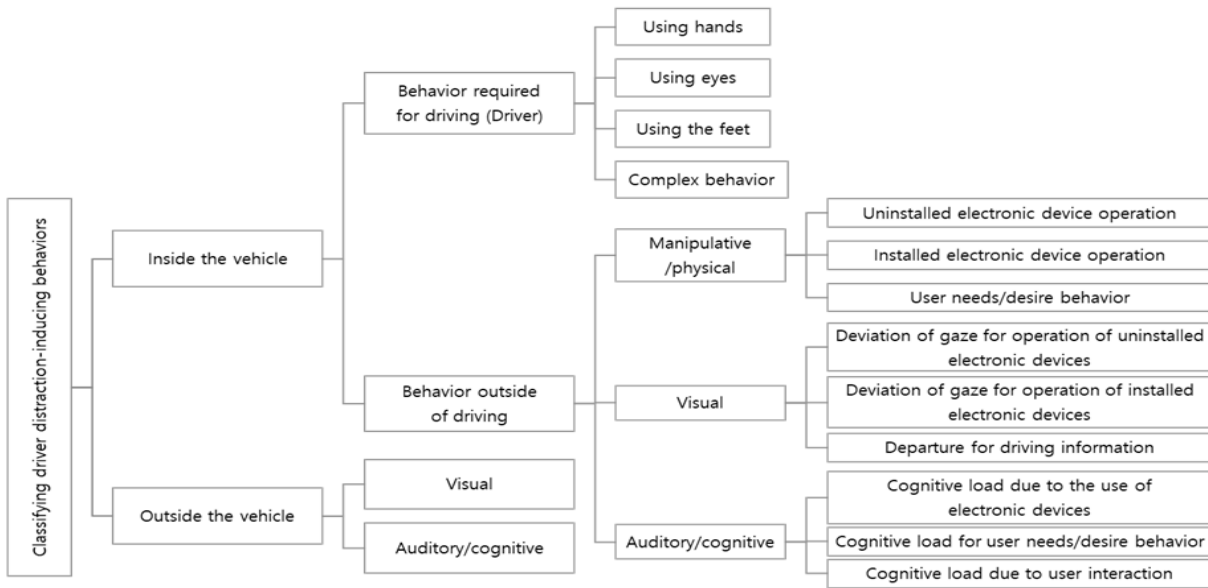 Classifying driver distraction-inducing behaviors
Inside the vehicle
Outside the vehicle
Behavior required
for driving (Driver)
Behavior outside
of driving
Visual
Auditory/cognitive
Using hands
Using eyes
Using the feet
Complex behavior
Manipulative
/physical
Visual
Auditory/cognitive
Uninstalled electronic device operation
Installed electronic device operation
User needs/desire behavior
Deviation of gaze for operation of uninstalled
electronic devices
Deviation of gaze for operation of installed
electronic devices
Departure for driving information
Cognitive load due to the use of
electronic devices
Cognitive load for user needs/desire behavior
Cognitive load due to user interaction